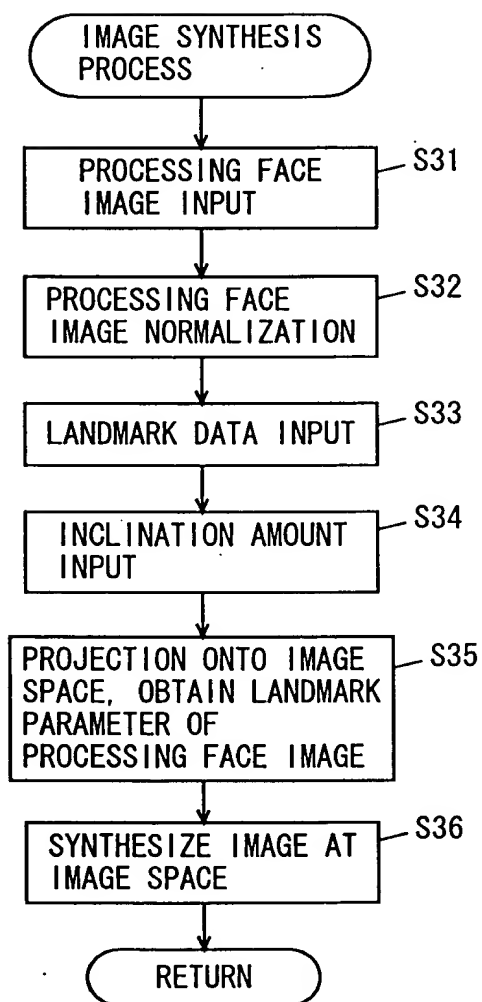 IMAGE SYNTHESIS
PROCESS
S31
PROCESSING FACE
IMAGE INPUT
S32
PROCESSING FACE
IMAGE NORMALIZATION
S33
LANDMARK DATA INPUT
S34
INCLINATION AMOUNT
INPUT
S35
PROJECTION ONTO IMAGE
SPACE, OBTAIN LANDMARK
PARAMETER OF
PROCESSING FACE IMAGE
S36
SYNTHESIZE IMAGE AT
IMAGE SPACE
RETURN